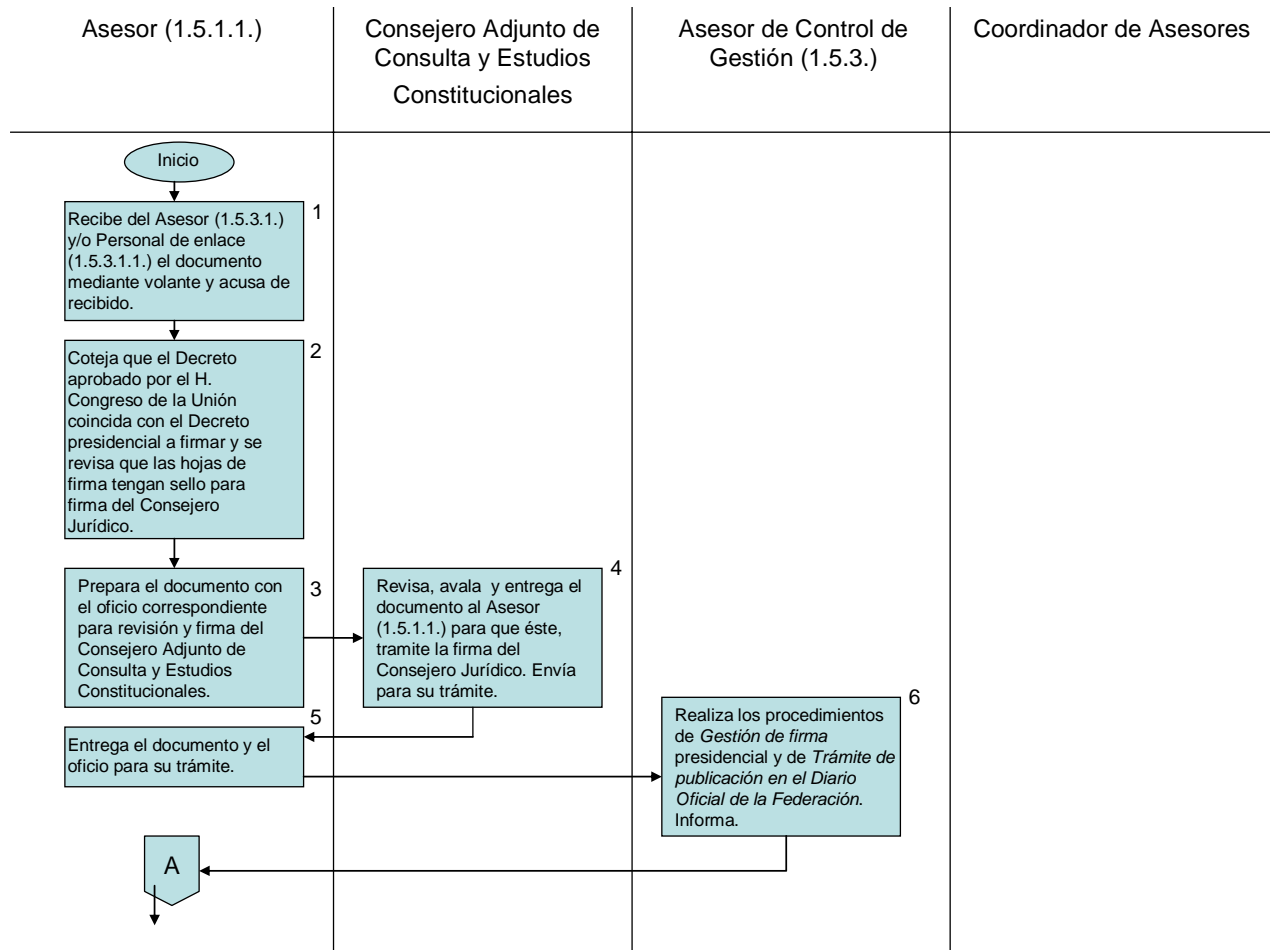 Asesor (1.5.1.1.)
Consejero Adjunto de
Consulta y Estudios
Constitucionales
Asesor de Control de
Gestión (1.5.3.)
Coordinador de Asesores
Inicio
1
Recibe del Asesor (1.5.3.1.)
y/o Personal de enlace
(1.5.3.1.1.) el documento
mediante volante y acusa de
recibido.
2
Coteja que el Decreto
aprobado por el H.
Congreso de la Unión
coincida con el Decreto
presidencial a firmar y se
revisa que las hojas de
firma tengan sello para
firma del Consejero
Jurídico.
3
Prepara el documento con
el oficio correspondiente
para revisión y firma del
Consejero Adjunto de
Consulta y Estudios
Constitucionales.
4
Revisa, avala y entrega el
documento al Asesor
(1.5.1.1.) para que éste,
tramite la firma del
Consejero Jurídico. Envía
para su trámite.
5
Entrega el documento y el
oficio para su trámite.
6
Realiza los procedimientos
de Gestión de firma
presidencial y de Trámite de
publicación en el Diario
Oficial de la Federación.
Informa.
A